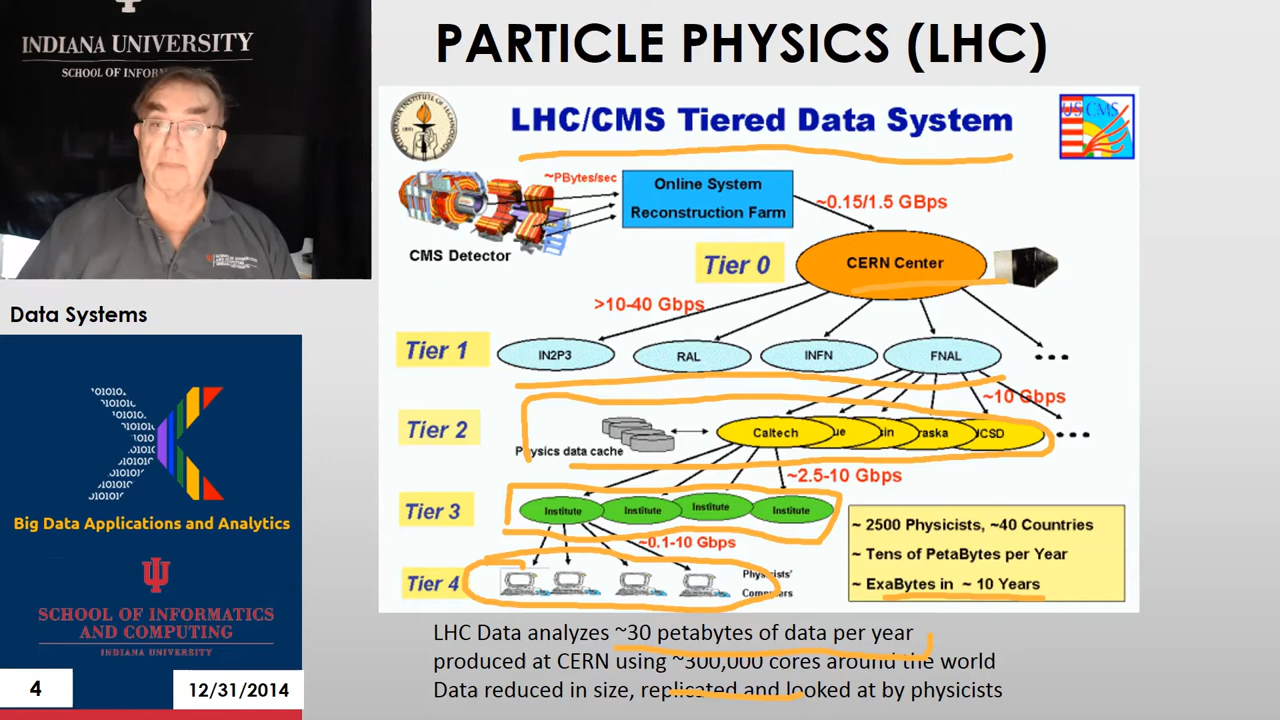 INDIANA UNIVERSITY
SCHOOL OF INFOR
PARTICLE PHYSICS (LHC)
LHC/CMS Tiered Data System
US CMS
~PBytes/sec
Online System
Reconstruction Farm
~0.15/1.5 GBps
CMS Detector
Tier 0
CERN Center
>10-40 Gbps
Tier 1
IN2P3
RAL
INFN
FNAL
...
~10 Gbps
Tier 2
Physics data cache
Caltech
ue
sin
raska
UCSD
...
~2.5-10 Gbps
Tier 3
Institute
Institute
Institute
Institute
~0.1-10 Gbps
Tier 4
Physicists'
Computers
~ 2500 Physicists, ~40 Countries
~ Tens of PetaBytes per Year
~ ExaBytes in ~ 10 Years
LHC Data analyzes ~30 petabytes of data per year
produced at CERN using ~300,000 cores around the world
Data reduced in size, replicated and looked at by physicists
Data Systems
Big Data Applications and Analytics
SCHOOL OF INFORMATICS
AND COMPUTING
INDIANA UNIVERSITY
4
12/31/2014